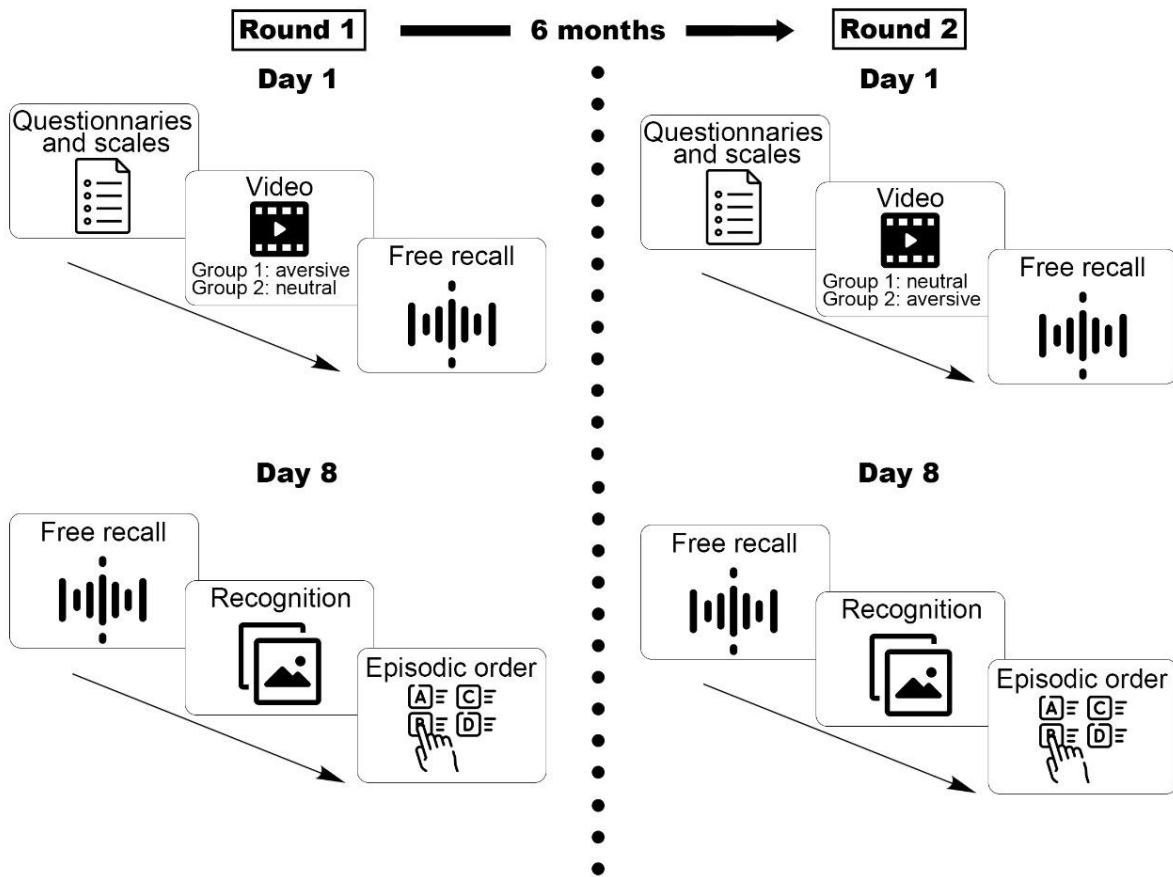 Round 1 6 months Round 2
Day 1
Questionnaries
and scales
Video
Group 1: aversive
Group 2: neutral
Free recall
Day 1
Questionnaries
and scales
Video
Group 1: neutral
Group 2: aversive
Free recall
Day 8
Free recall
Recognition
Episodic order
A C
B D
Day 8
Free recall
Recognition
Episodic order
A C
B D